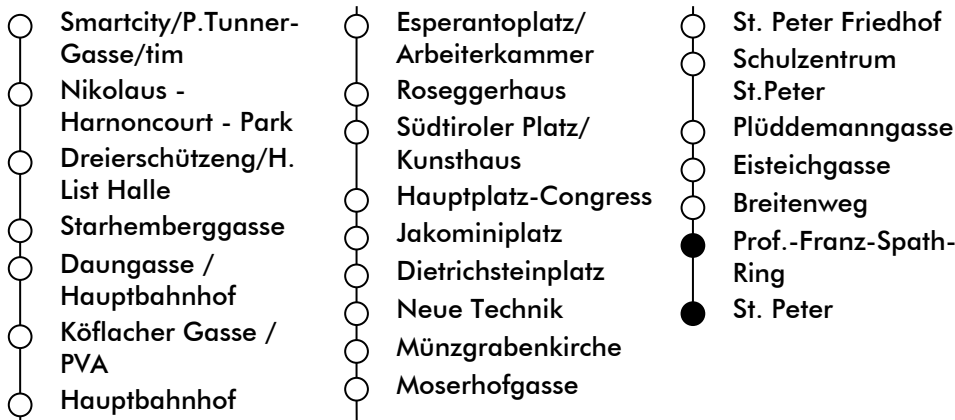 Smartcity/P.Tunner-
Gasse/tim
Nikolaus -
Harnoncourt - Park
Dreierschützeng/H.
List Halle
Starhemberggasse
Daungasse /
Hauptbahnhof
Köflacher Gasse /
PVA
Hauptbahnhof
Esperantoplatz/
Arbeiterkammer
Roseggerhaus
Südtiroler Platz/
Kunsthaus
Hauptplatz-Congress
Jakominiplatz
Dietrichsteinplatz
Neue Technik
Münzgrabenkirche
Moserhofgasse
St. Peter Friedhof
Schulzentrum
St.Peter
Plüddemanngasse
Eisteichgasse
Breitenweg
Prof.-Franz-Spath-
Ring
St. Peter